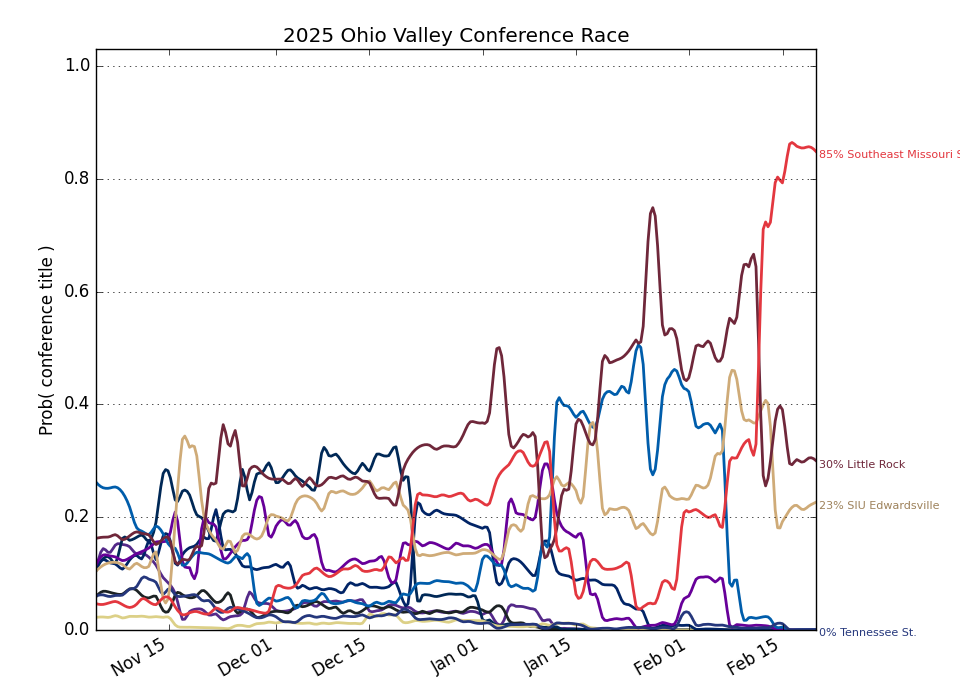 2025 Ohio Valley Conference Race
1.0
0.8
0.6
0.4
0.2
0.0
Prob( conference title )
85% Southeast Missouri S
30% Little Rock
23% SIU Edwardsville
0% Tennessee St.
Nov 15
Dec 01
Dec 15
Jan 01
Jan 15
Feb 01
Feb 15